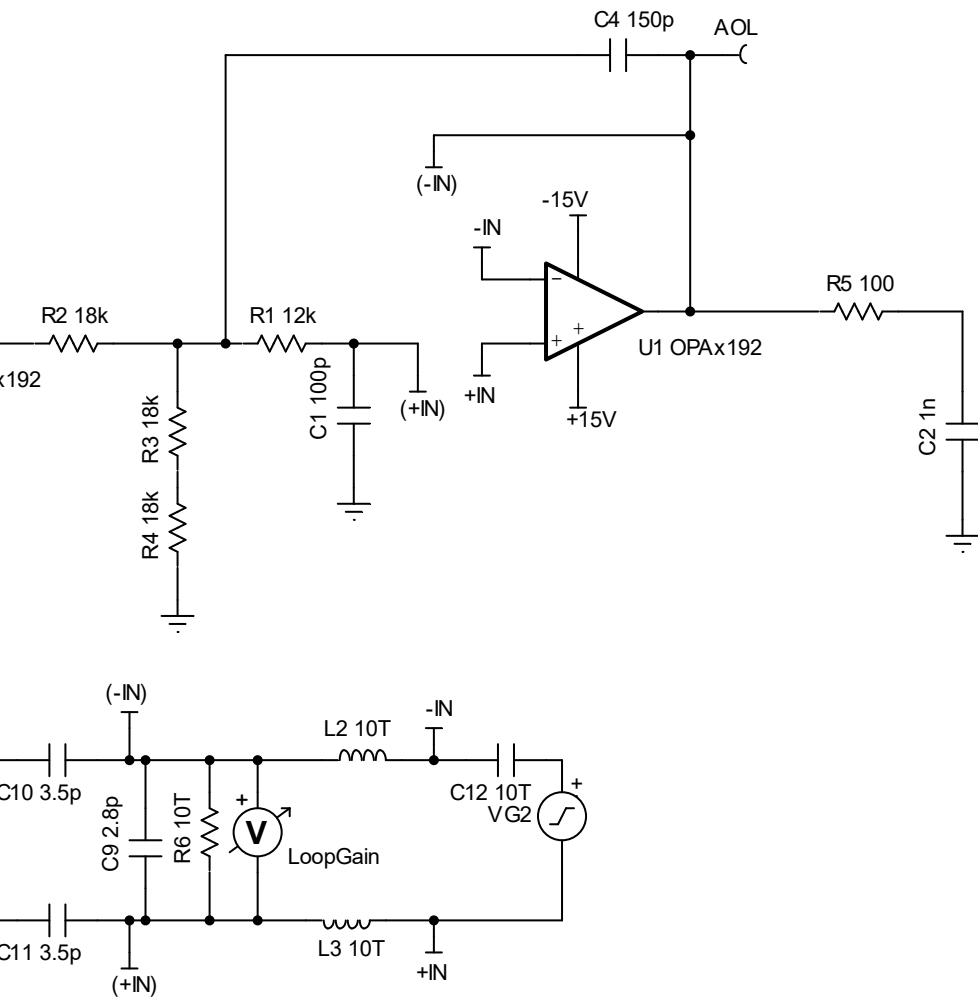 C4 150p
AOL
(-IN)
-15V
-IN
+IN
+15V
U1 OPAx192
R5 100
C2 1n
R2 18k
R1 12k
x192
C1 100p
(+IN)
R3 18k
R4 18k
(-IN)
-IN
L2 10T
C10 3.5p
C9 2.8p
R6 10T
+
V
LoopGain
C12 10T
VG2
+
C11 3.5p
(+IN)
L3 10T
+IN